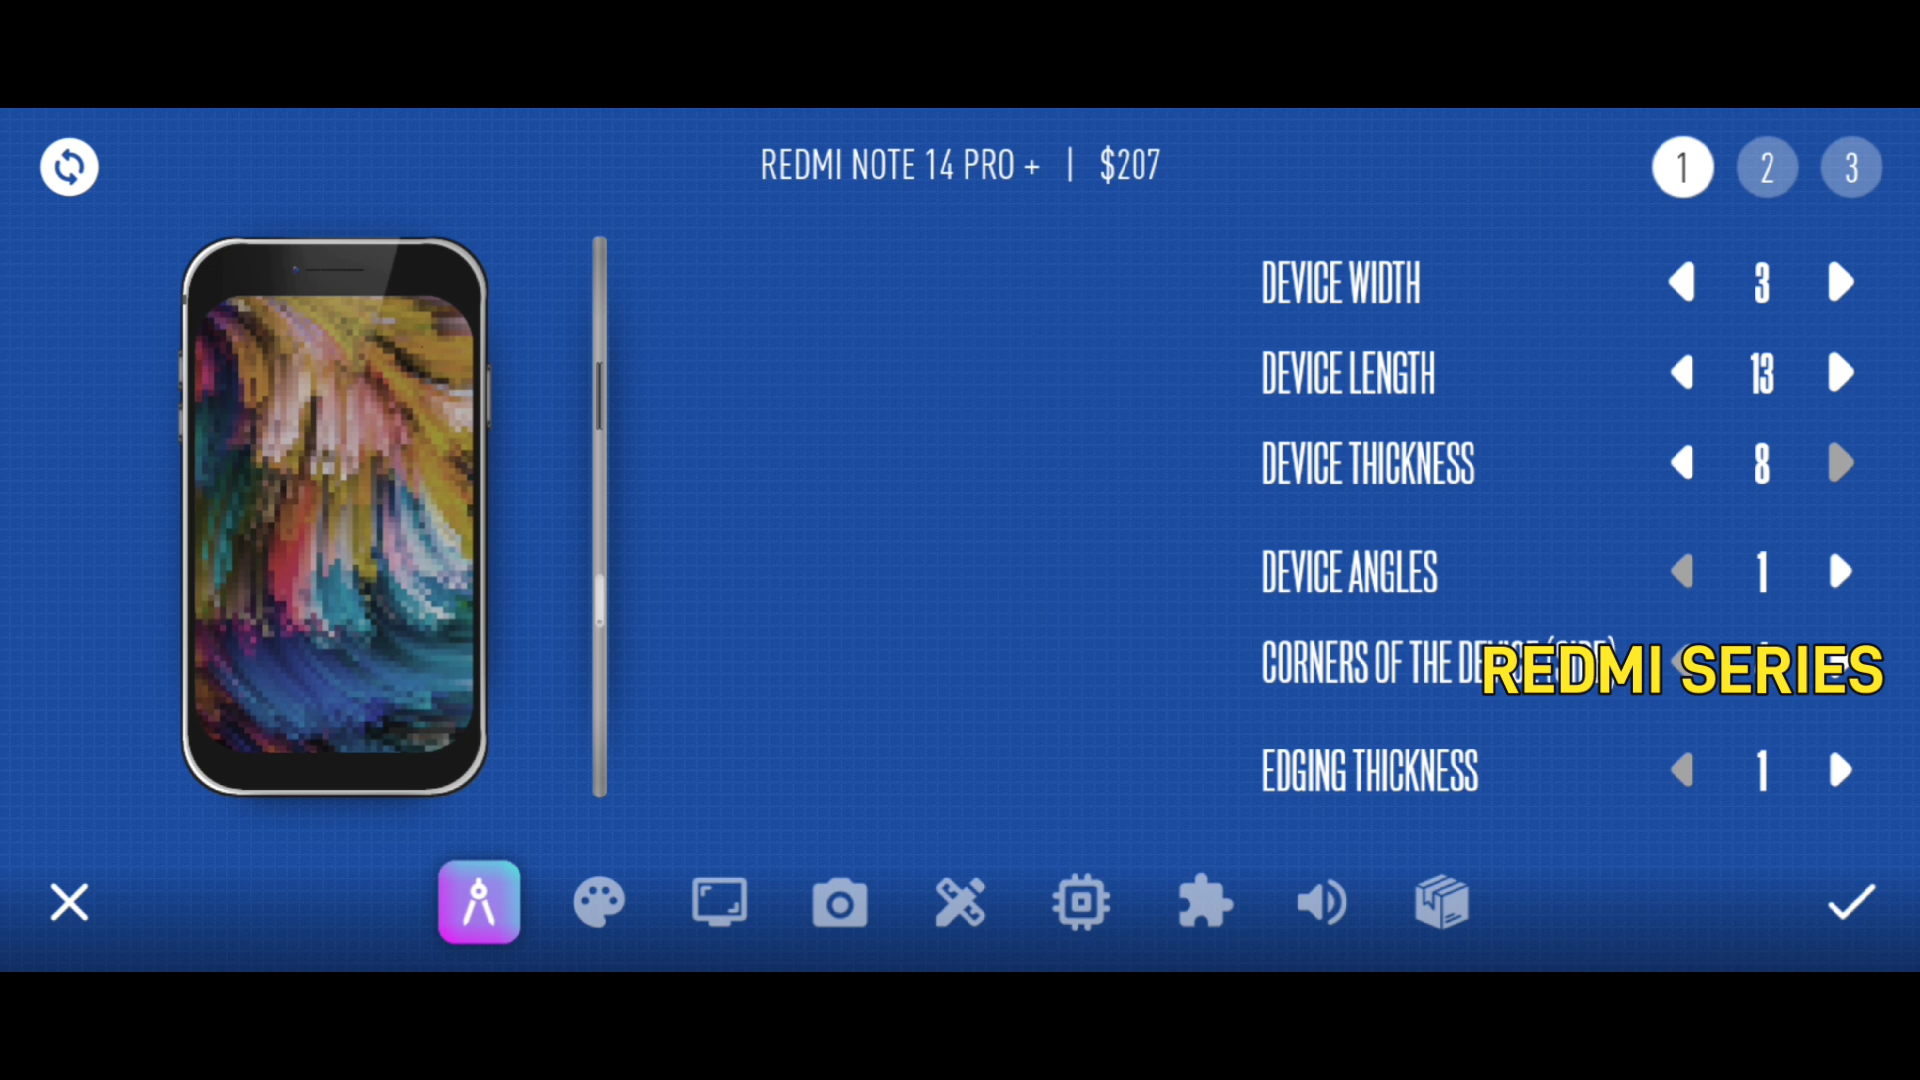 REDMI NOTE 14 PRO + | $207
1 2 3
DEVICE WIDTH 3
DEVICE LENGTH 13
DEVICE THICKNESS 8
DEVICE ANGLES 1
CORNERS OF THE
REDMI SERIES
EDGING THICKNESS 1